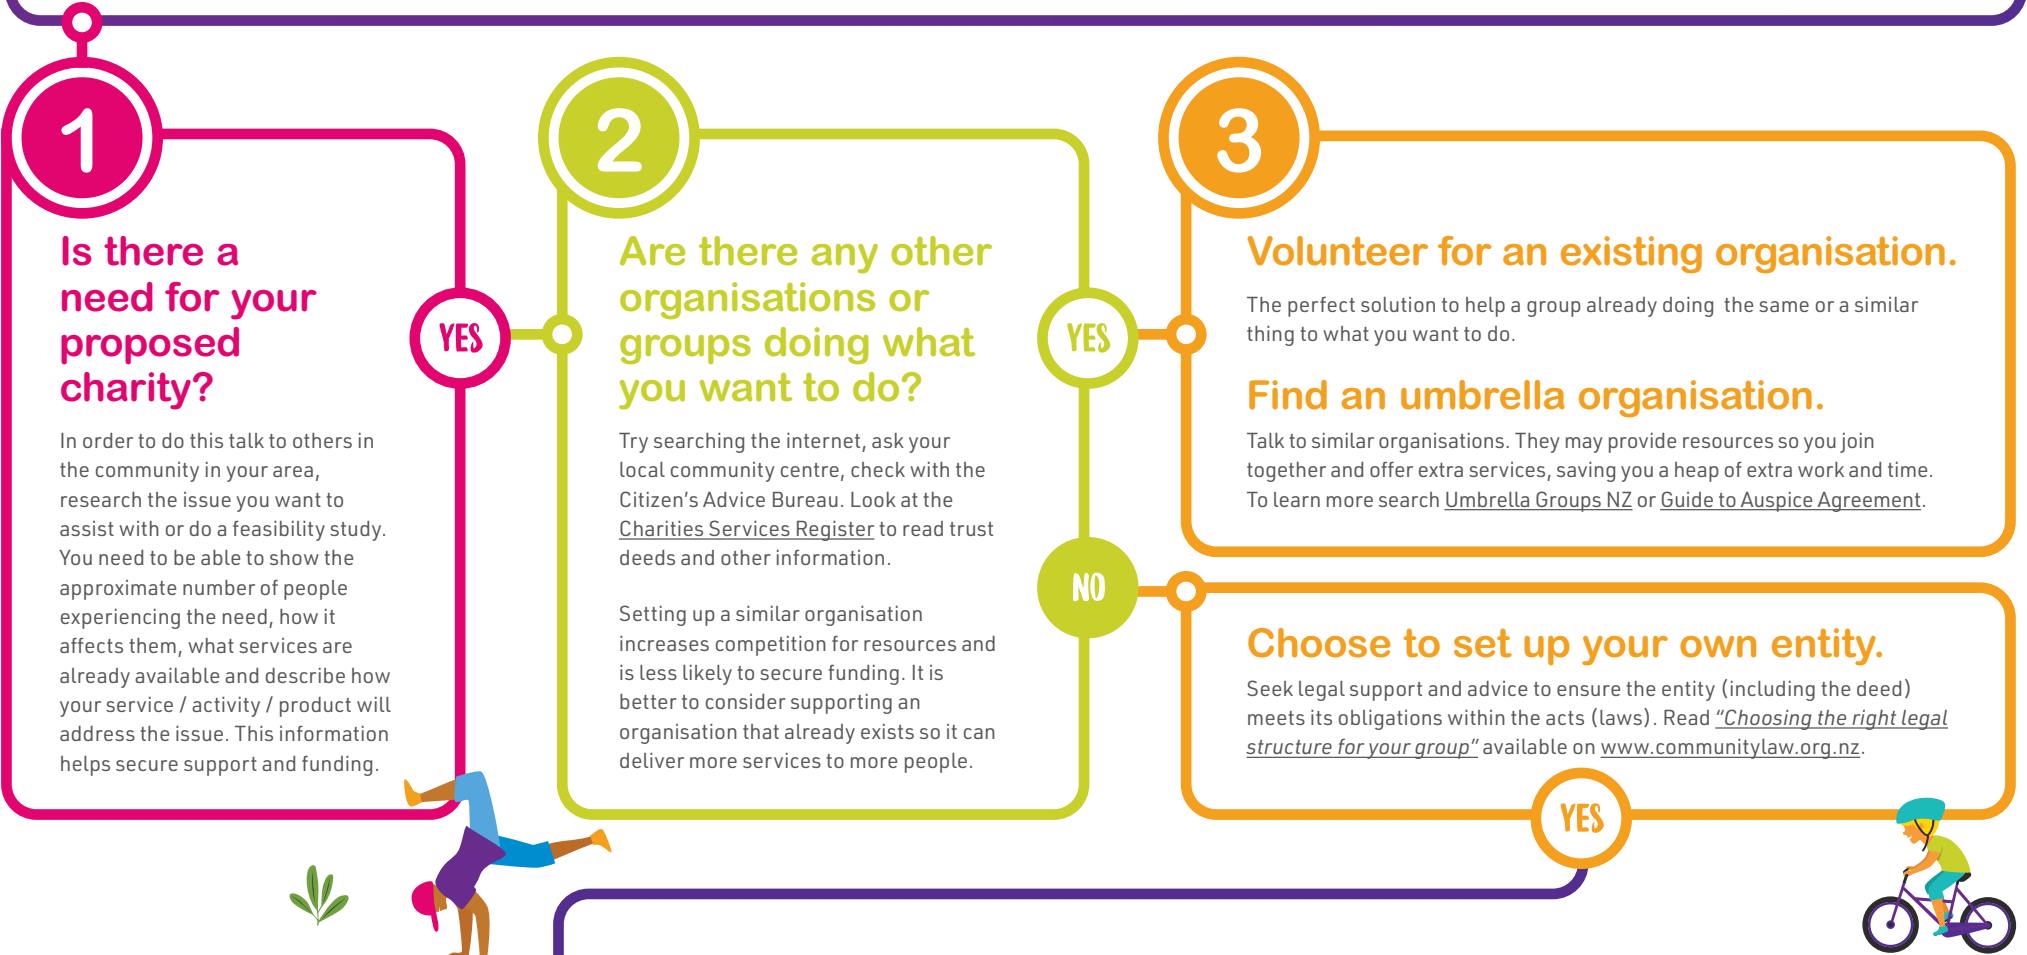 1
Is there a
need for your
proposed
charity?
In order to do this talk to others in
the community in your area,
research the issue you want to
assist with or do a feasibility study.
You need to be able to show the
approximate number of people
experiencing the need, how it
affects them, what services are
already available and describe how
your service / activity / product will
address the issue. This information
helps secure support and funding.
YES
2
Are there any other
organisations or
groups doing what
you want to do?
Try searching the internet, ask your
local community centre, check with the
Citizen’s Advice Bureau. Look at the
Charities Services Register to read trust
deeds and other information.
Setting up a similar organisation
increases competition for resources and
is less likely to secure funding. It is
better to consider supporting an
organisation that already exists so it can
deliver more services to more people.
YES
NO
3
Volunteer for an existing organisation.
The perfect solution to help a group already doing the same or a similar
thing to what you want to do.
Find an umbrella organisation.
Talk to similar organisations. They may provide resources so you join
together and offer extra services, saving you a heap of extra work and time.
To learn more search Umbrella Groups NZ or Guide to Auspice Agreement.
Choose to set up your own entity.
Seek legal support and advice to ensure the entity (including the deed)
meets its obligations within the acts (laws). Read “Choosing the right legal
structure for your group” available on www.communitylaw.org.nz.
YES